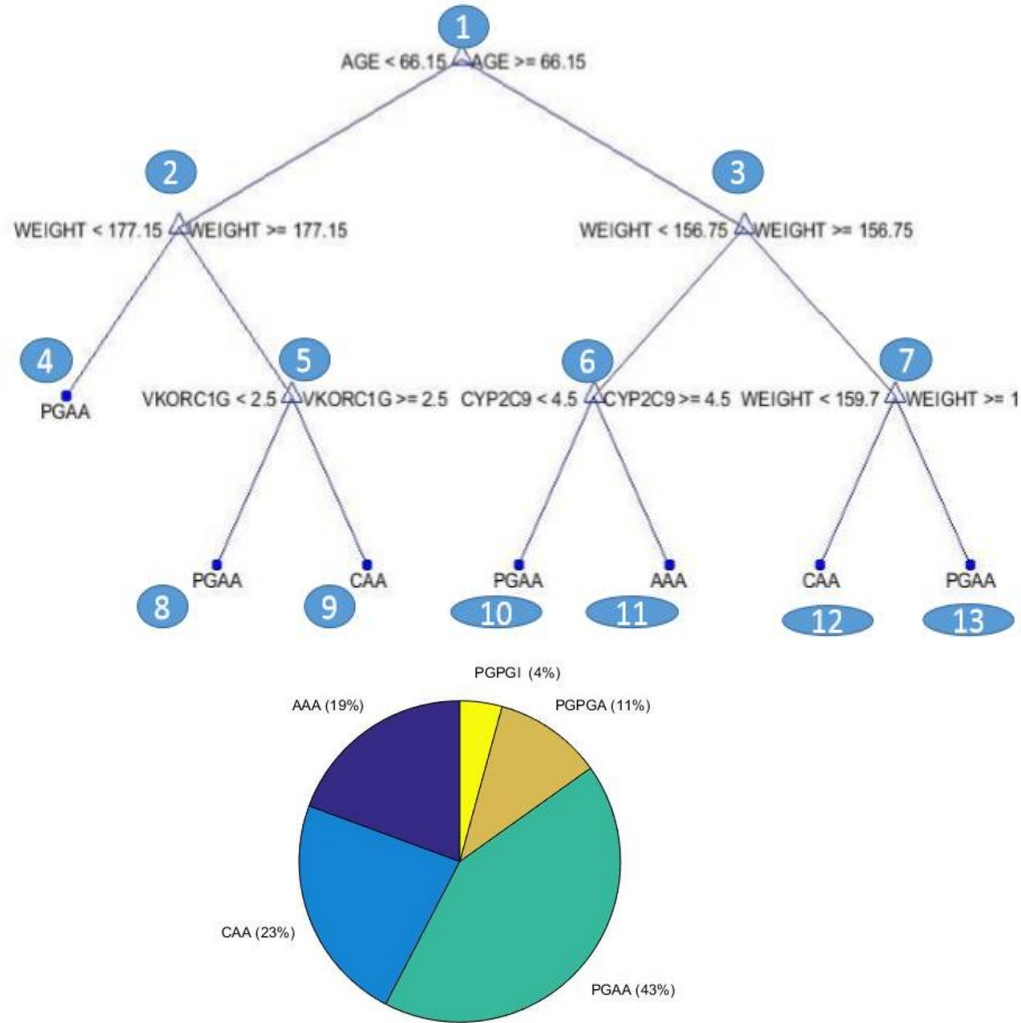 1
AGE < 66.15 AGE >= 66.15
2 3
WEIGHT < 177.15 WEIGHT >= 177.15 WEIGHT < 156.75 WEIGHT >= 156.75
4 5 6 7
PGAA VKORC1G < 2.5 VKORC1G >= 2.5 CYP2C9 < 4.5 CYP2C9 >= 4.5 WEIGHT < 159.7 WEIGHT >= 1
PGAA CAA PGAA AAA CAA PGAA
8 9 10 11 12 13
PGPGI (4%)
AAA (19%) PGPGA (11%)
CAA (23%)
PGAA (43%)